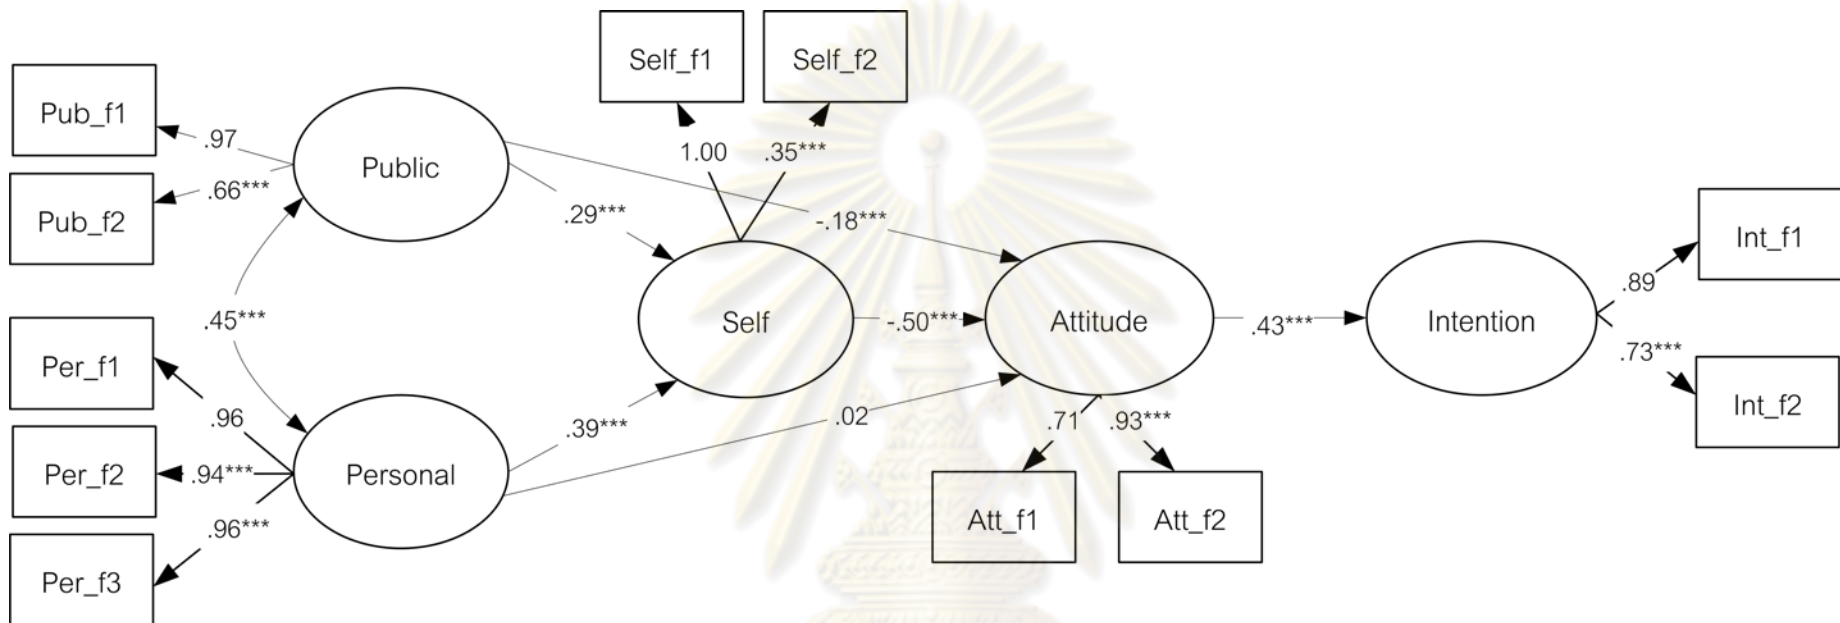 Self_f1
Self_f2
Pub_f1
.97
Public
1.00
.35***
Pub_f2
.66***
.29***
-.18***
Int_f1
.89
.45***
Self
-.50***
Attitude
.43***
Intention
.73***
Per_f1
.96
.39***
.02
.71
.93***
Int_f2
Per_f2
.94***
Personal
Per_f3
.96***
Att_f1
Att_f2